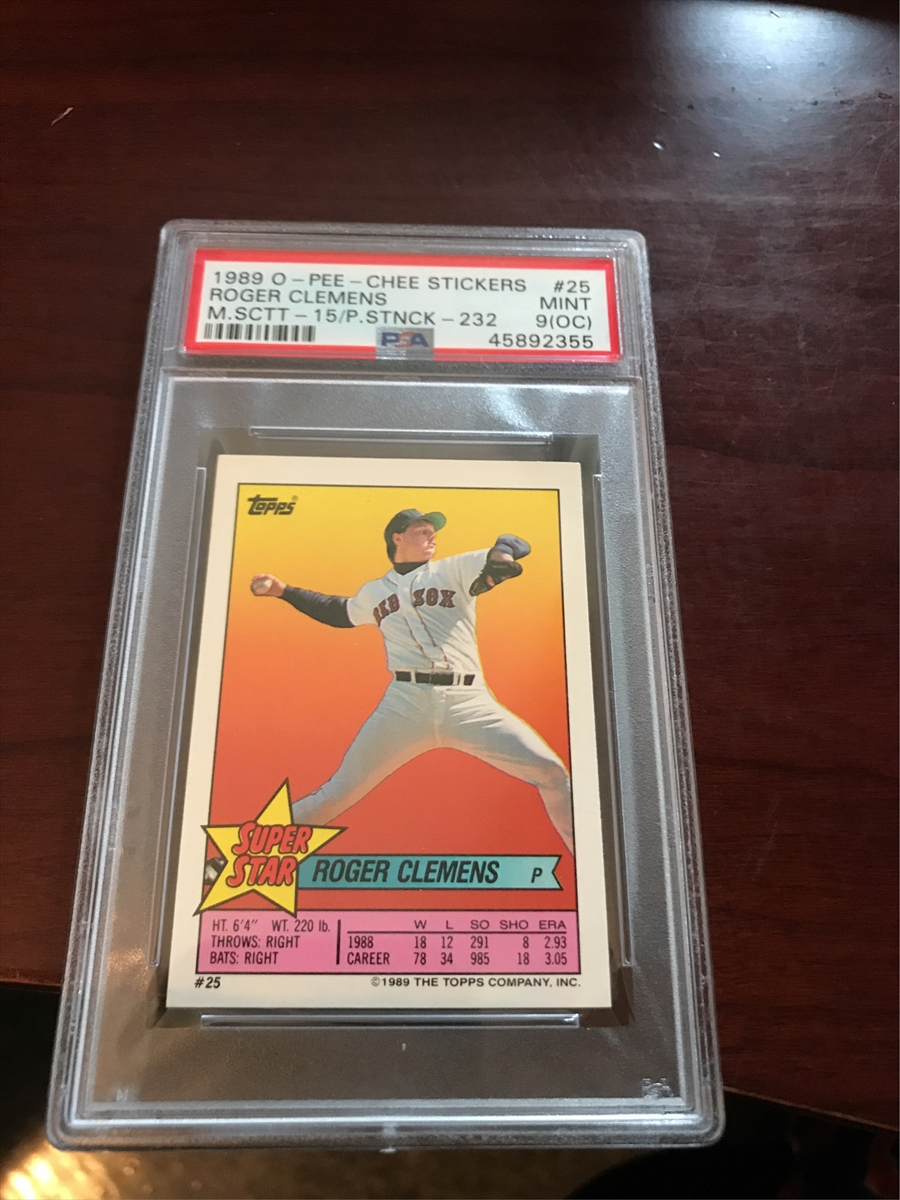 1989 O-PEE-CHEE STICKERS #25
ROGER CLEMENS MINT
M.SCTT-15/P.STNCK-232 9(OC)
PSA 45892355
Topps®
RED SOX
SUPER
STAR
ROGER CLEMENS P
HT. 6'4" WT. 220 lb.
THROWS: RIGHT
BATS: RIGHT
W L SO SHO ERA
1988 18 12 291 8 2.93
CAREER 78 34 985 18 3.05
#25 ©1989 THE TOPPS COMPANY, INC.